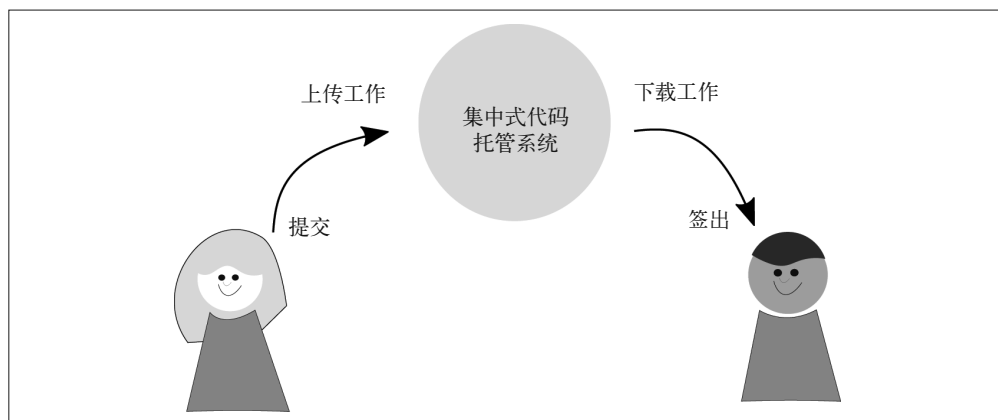 上传工作
集中式代码
托管系统
下载工作
提交
签出